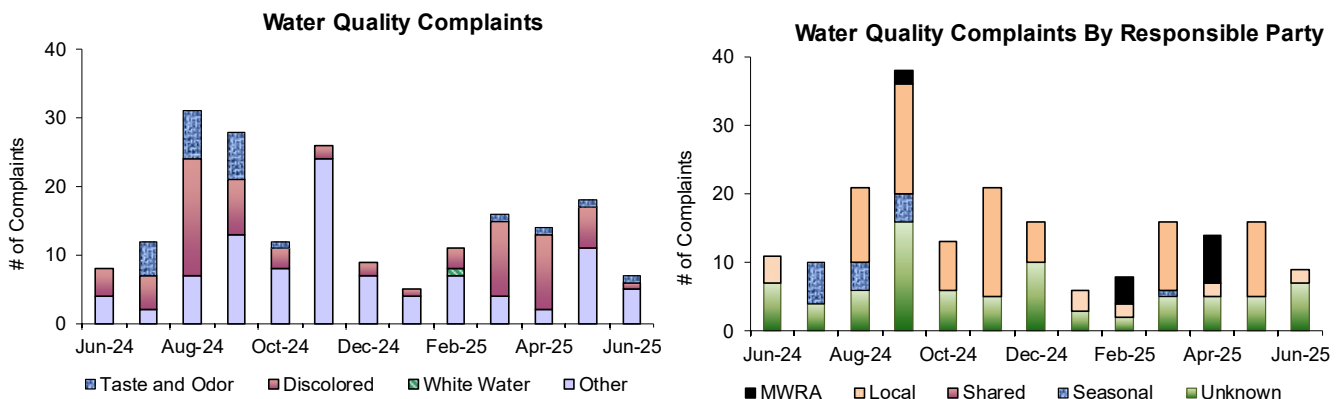 Water Quality Complaints
# of Complaints
40
30
20
10
0
Jun-24 Aug-24 Oct-24 Dec-24 Feb-25 Apr-25 Jun-25
Taste and Odor Discolored White Water Other
Water Quality Complaints By Responsible Party
# of Complaints
40
30
20
10
0
Jun-24 Aug-24 Oct-24 Dec-24 Feb-25 Apr-25 Jun-25
MWRA Local Shared Seasonal Unknown